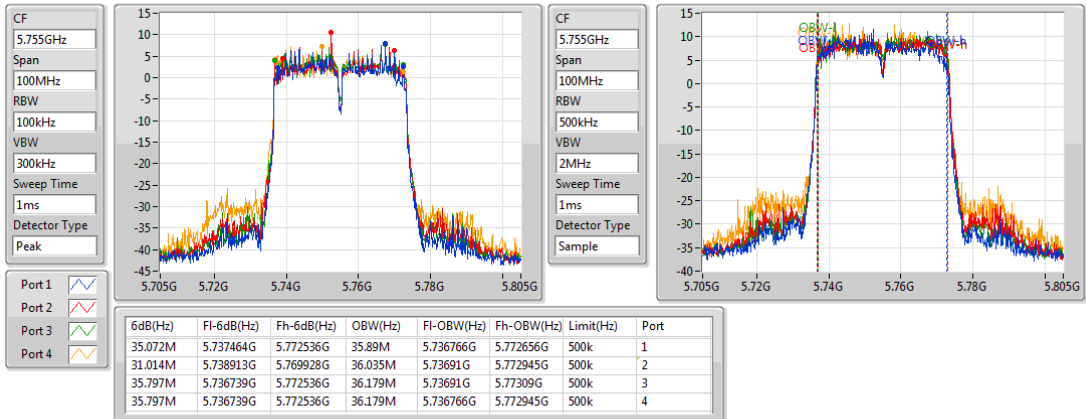 CF
5.755GHz
Span
100MHz
RBW
100kHz
VBW
300kHz
Sweep Time
1ms
Detector Type
Peak
15
10
5
0
-5
-10
-15
-20
-25
-30
-35
-40
-45
5.705G 5.72G 5.74G 5.76G 5.78G 5.805G
CF
5.755GHz
Span
100MHz
RBW
500kHz
VBW
2MHz
Sweep Time
1ms
Detector Type
Sample
15
10
5
0
-5
-10
-15
-20
-25
-30
-35
-40
OBW-l
OBW-h
5.705G 5.72G 5.74G 5.76G 5.78G 5.805G
Port 1
Port 2
Port 3
Port 4
6dB(Hz) Fl-6dB(Hz) Fh-6dB(Hz) OBW(Hz) Fl-OBW(Hz) Fh-OBW(Hz) Limit(Hz) Port
35.072M 5.737464G 5.772536G 35.89M 5.736766G 5.772656G 500k 1
31.014M 5.738913G 5.769928G 36.035M 5.73691G 5.772945G 500k 2
35.797M 5.736739G 5.772536G 36.179M 5.73691G 5.77309G 500k 3
35.797M 5.736739G 5.772536G 36.179M 5.736766G 5.772945G 500k 4